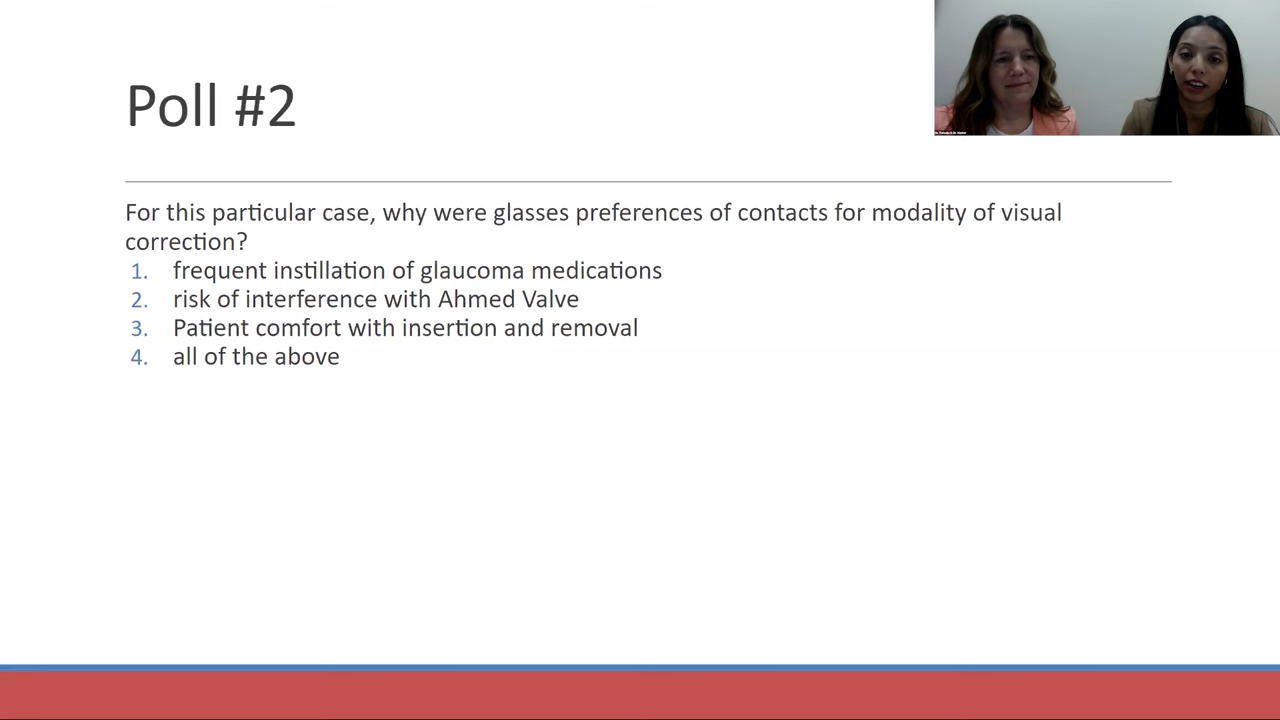 Poll #2
For this particular case, why were glasses preferences of contacts for modality of visual
correction?
1. frequent instillation of glaucoma medications
2. risk of interference with Ahmed Valve
3. Patient comfort with insertion and removal
4. all of the above